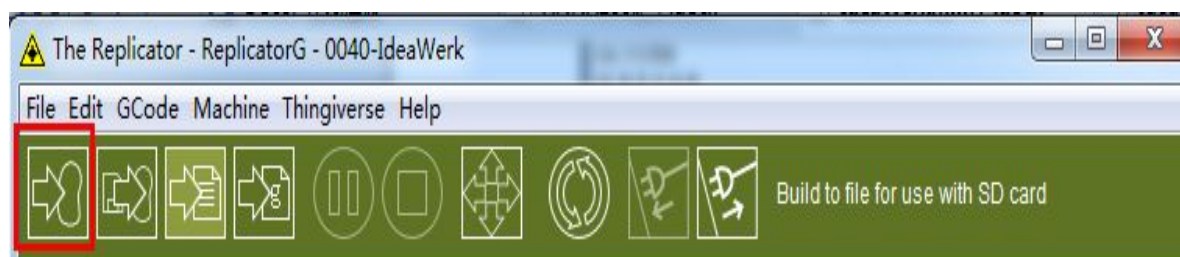 The Replicator - ReplicatorG - 0040-IdeaWerk
File Edit GCode Machine Thingiverse Help
g
Build to file for use with SD card